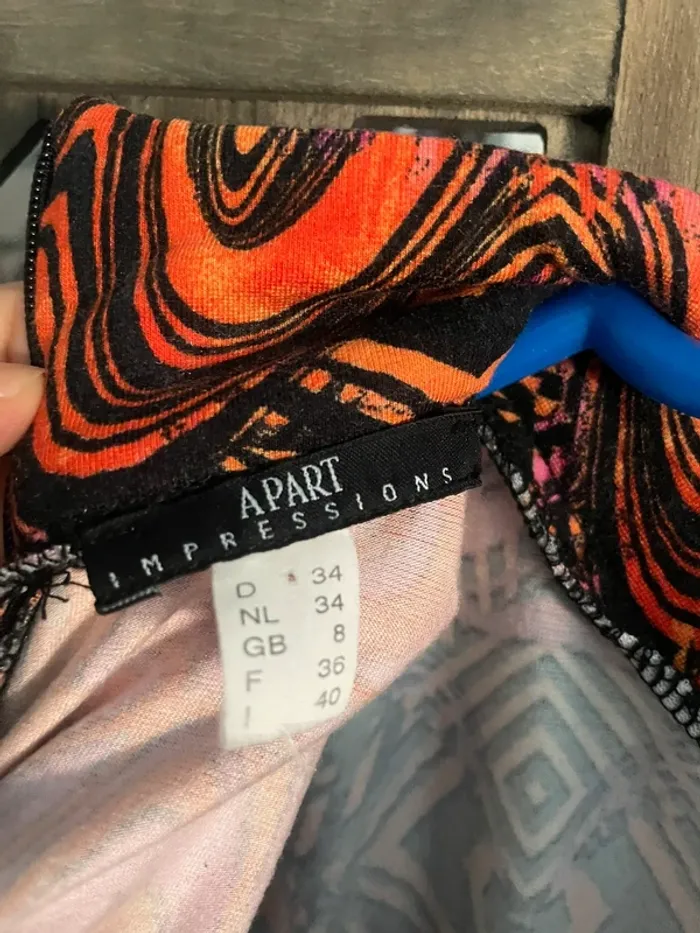 APART
IMPRESSIONS
D 34
NL 34
GB 8
F 36
I 40